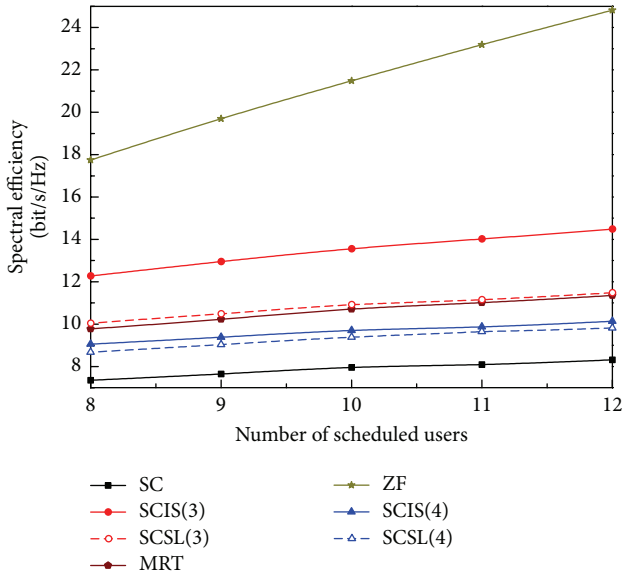 24
22
20
18
16
14
12
10
8
Spectral efficiency
(bit/s/Hz)
8 9 10 11 12
Number of scheduled users
SC ZF
SCIS(3) SCIS(4)
SCSL(3) SCSL(4)
MRT